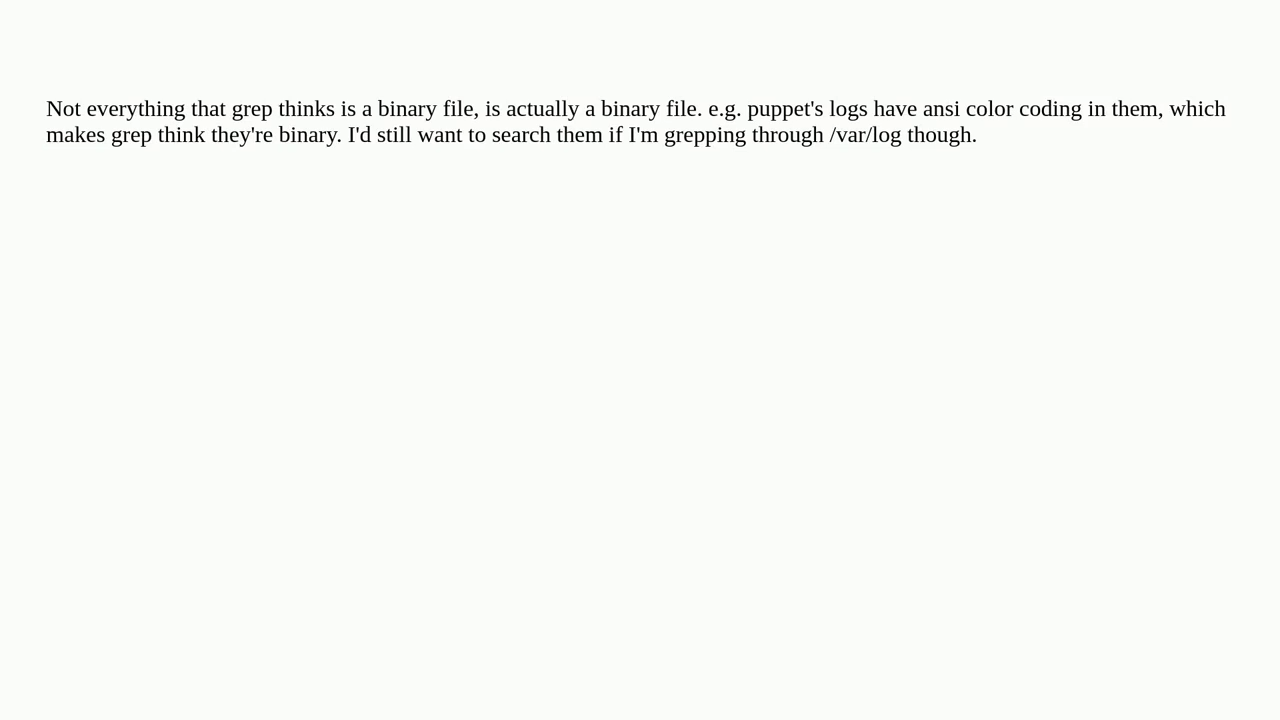 Not everything that grep thinks is a binary file, is actually a binary file. e.g. puppet's logs have ansi color coding in them, which
makes grep think they're binary. I'd still want to search them if I'm grepping through /var/log though.